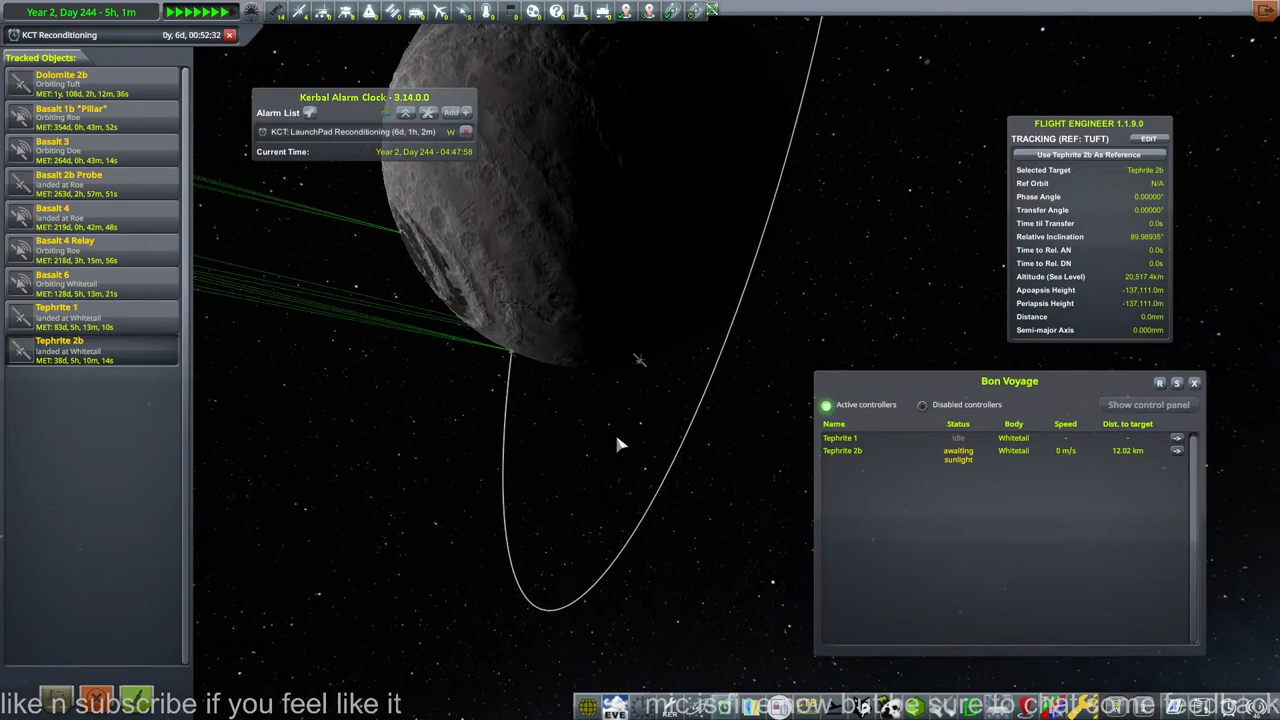 Year 2, Day 244 - 5h, 1m
KCT Reconditioning
0y, 6d, 00:52:32
Tracked Objects:
Dolomite 2b
Orbiting Tuft
MET: 1y, 108d, 2h, 12m, 36s
Basalt 1b "Pillar"
Orbiting Roe
MET: 354d, 0h, 43m, 52s
Basalt 3
Orbiting Doe
MET: 264d, 0h, 43m, 14s
Basalt 2b Probe
landed at Roe
MET: 263d, 2h, 57m, 51s
Basalt 4
landed at Roe
MET: 219d, 0h, 42m, 48s
Basalt 4 Relay
Orbiting Roe
MET: 218d, 3h, 15m, 56s
Basalt 6
Orbiting Whitetail
MET: 128d, 5h, 13m, 21s
Tephrite 1
landed at Whitetail
MET: 83d, 5h, 13m, 10s
Tephrite 2b
landed at Whitetail
MET: 38d, 5h, 10m, 14s
Kerbal Alarm Clock - 3.14.0.0
Alarm List
Add +
KCT: LaunchPad Reconditioning (6d, 1h, 2m)
Current Time: Year 2, Day 244 - 04:47:58
FLIGHT ENGINEER 1.1.9.0
TRACKING (REF: TUFT) EDIT
Use Tephrite 2b As Reference
Selected Target Tephrite 2b
Ref Orbit N/A
Phase Angle 0.00000°
Transfer Angle 0.00000°
Time til Transfer 0.0s
Relative Inclination 89.98935°
Time to Rel. AN 0.0s
Time to Rel. DN 0.0s
Altitude (Sea Level) 20,517.4km
Apoapsis Height -137,111.0m
Periapsis Height -137,111.0m
Distance 0.0mm
Semi-major Axis 0.000mm
Bon Voyage
R S X
Active controllers Disabled controllers Show control panel
Name Status Body Speed Dist. to target
Tephrite 1 idle Whitetail - - ->
Tephrite 2b awaiting sunlight Whitetail 0 m/s 12.02 km ->
like n subscribe if you feel like it
EVE
KER